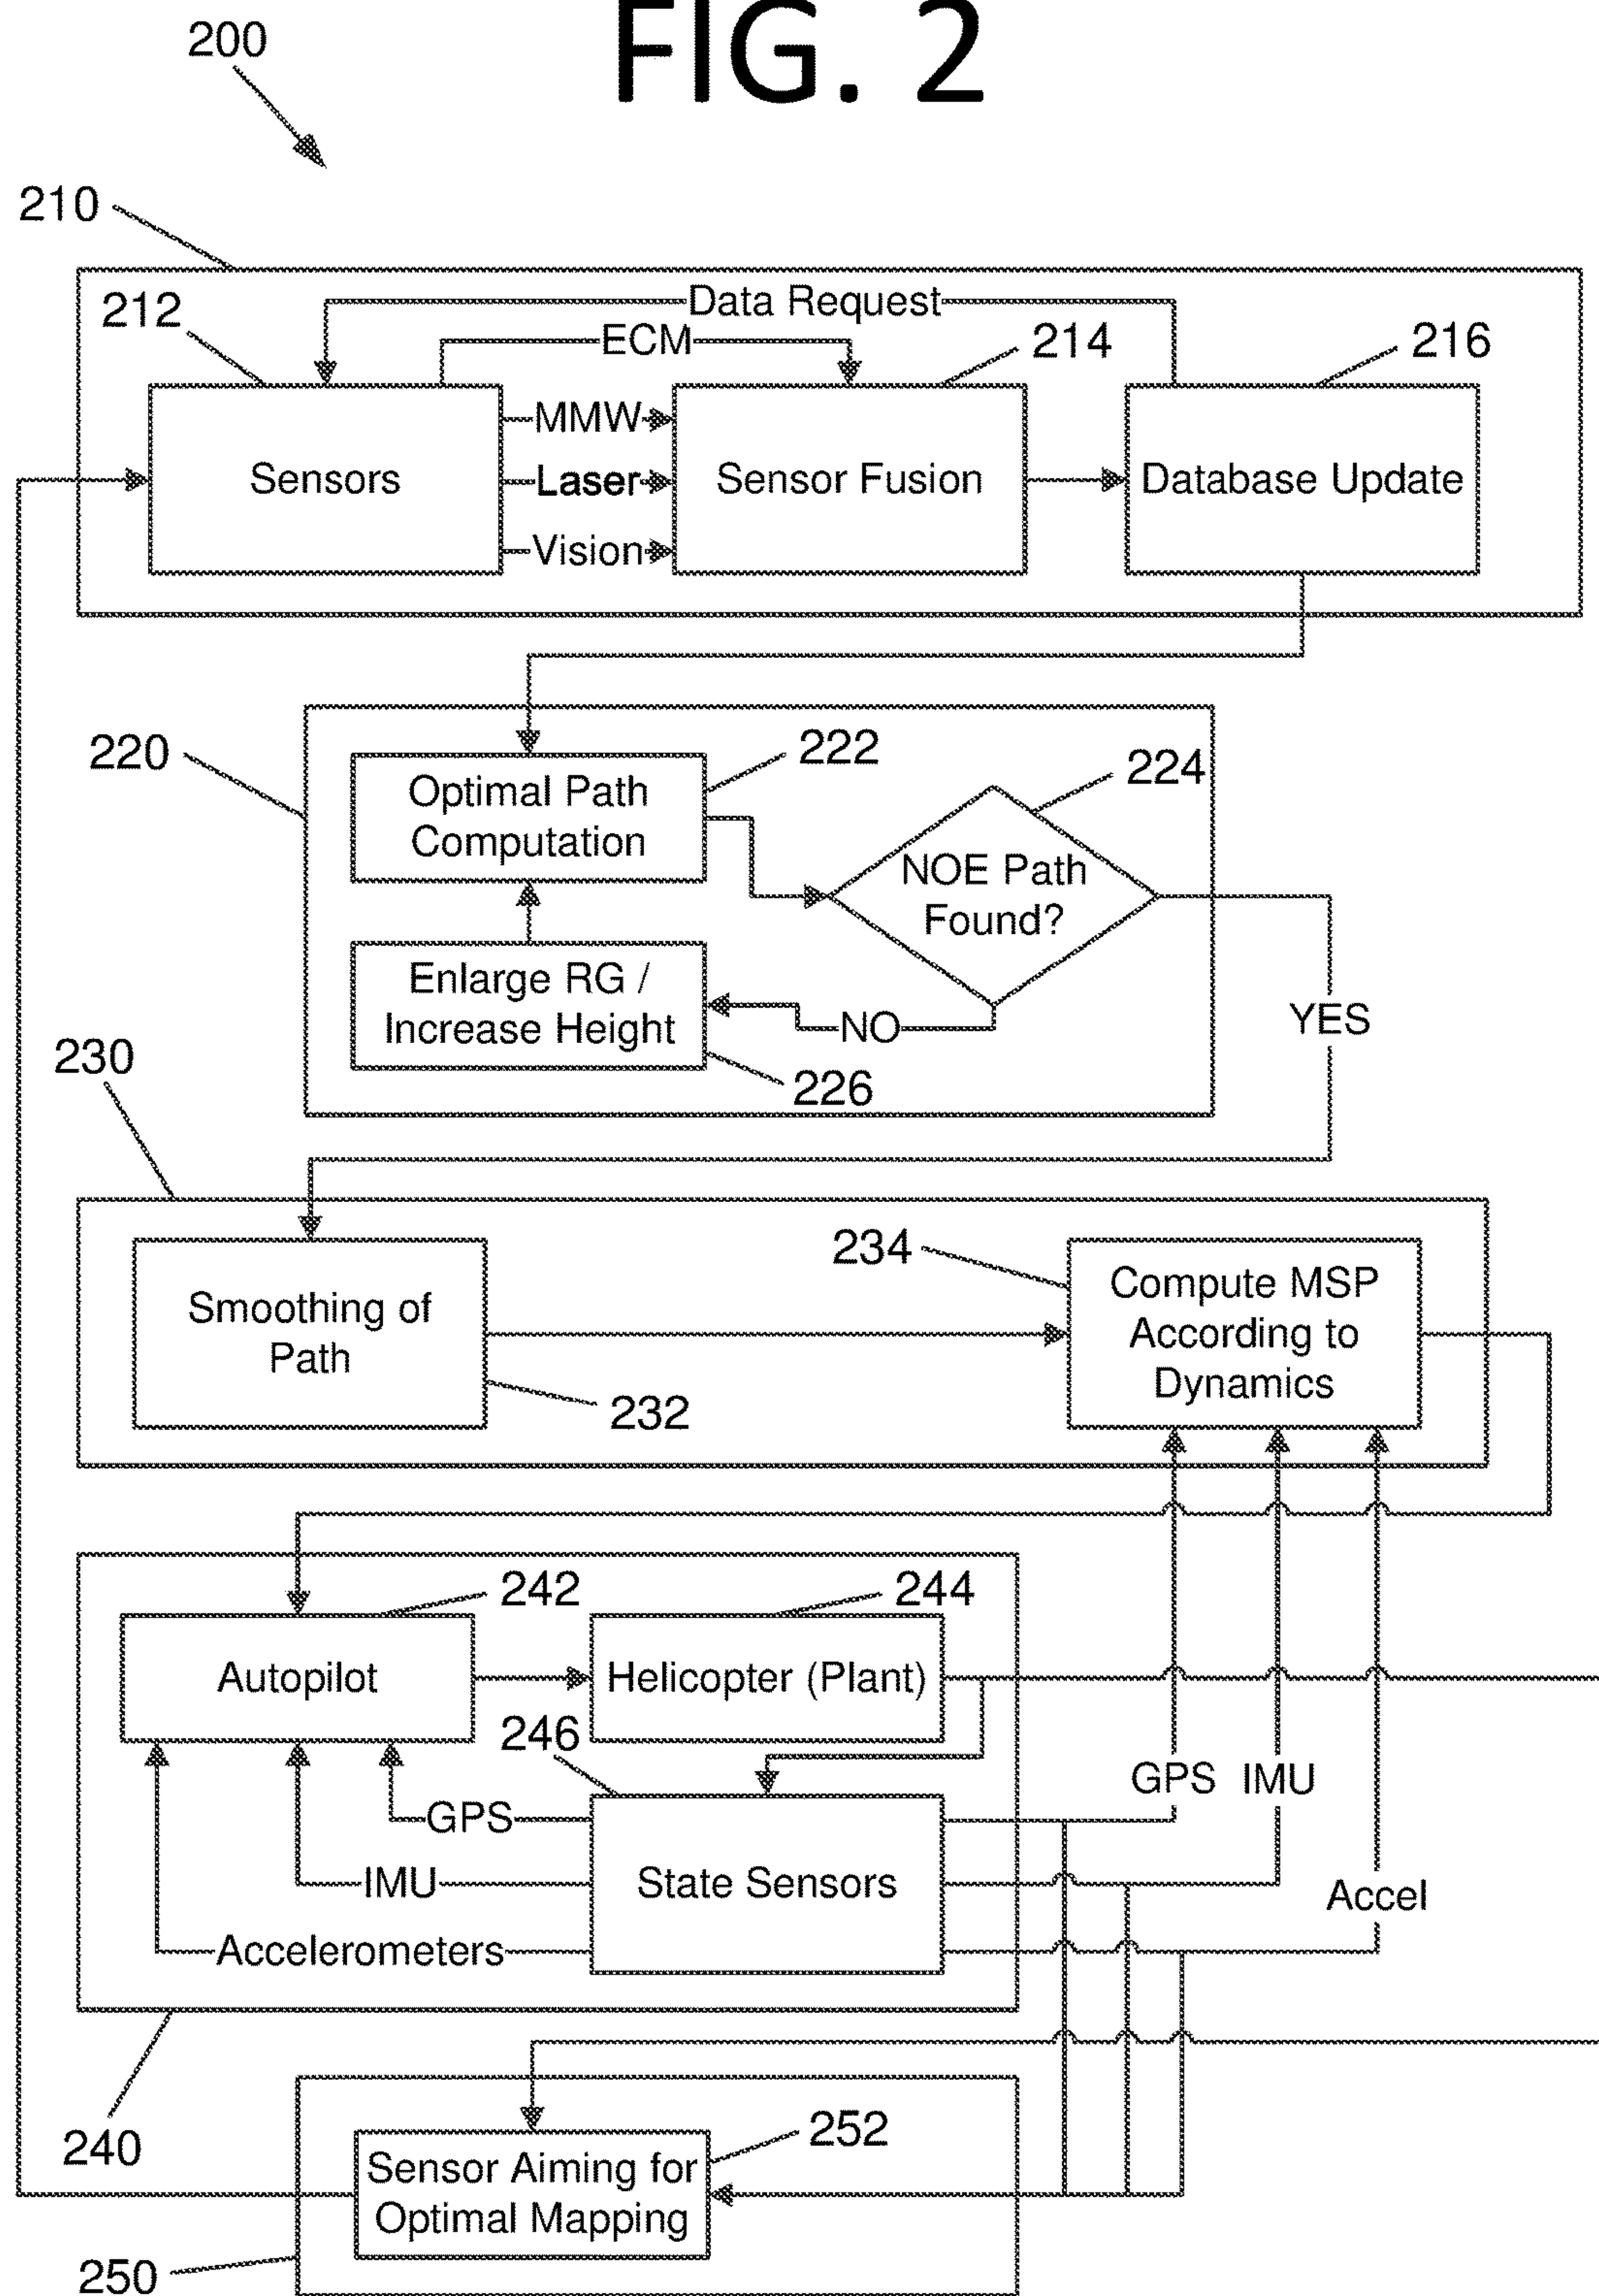 FIG. 2
200
210
Data Request
212
ECM
214
216
MMW
Sensors
Laser
Sensor Fusion
Database Update
Vision
220
222
224
Optimal Path
Computation
NOE Path
Found?
Enlarge RG /
Increase Height
NO
YES
230
226
234
Smoothing of
Path
Compute MSP
According to
Dynamics
232
242
244
Autopilot
Helicopter (Plant)
246
GPS
IMU
GPS
IMU
State Sensors
Accel
Accelerometers
240
252
Sensor Aiming for
Optimal Mapping
250